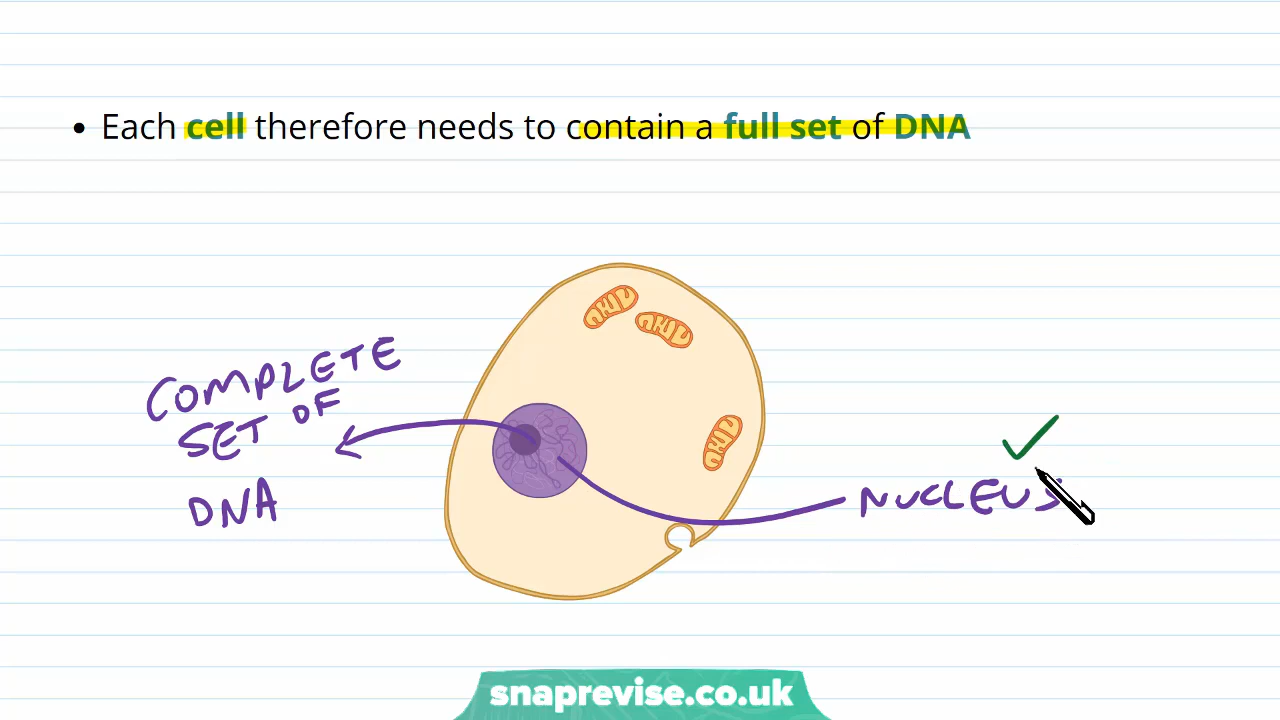 • Each cell therefore needs to contain a full set of DNA
COMPLETE
SET OF
DNA
NUCLEUS
snaprevise.co.uk